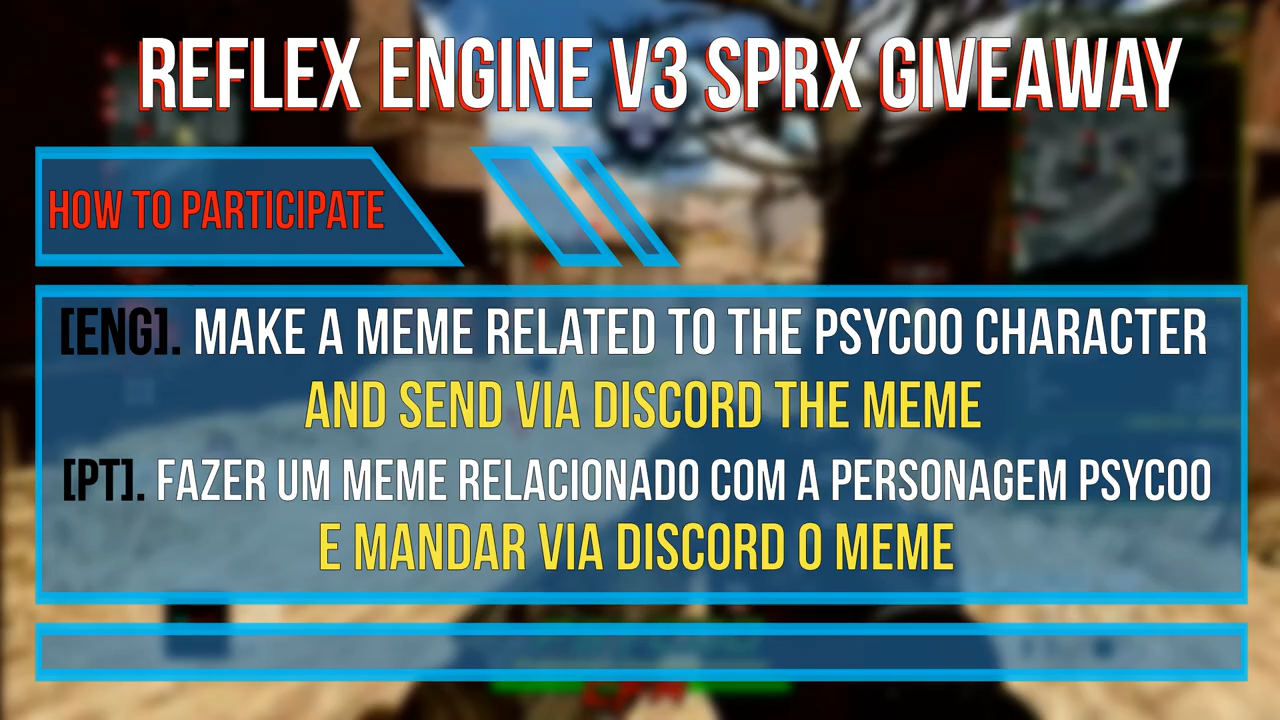 REFLEX ENGINE V3 SPRX GIVEAWAY
HOW TO PARTICIPATE
[ENG]. MAKE A MEME RELATED TO THE PSYCOO CHARACTER
AND SEND VIA DISCORD THE MEME
[PT]. FAZER UM MEME RELACIONADO COM A PERSONAGEM PSYCOO
E MANDAR VIA DISCORD O MEME